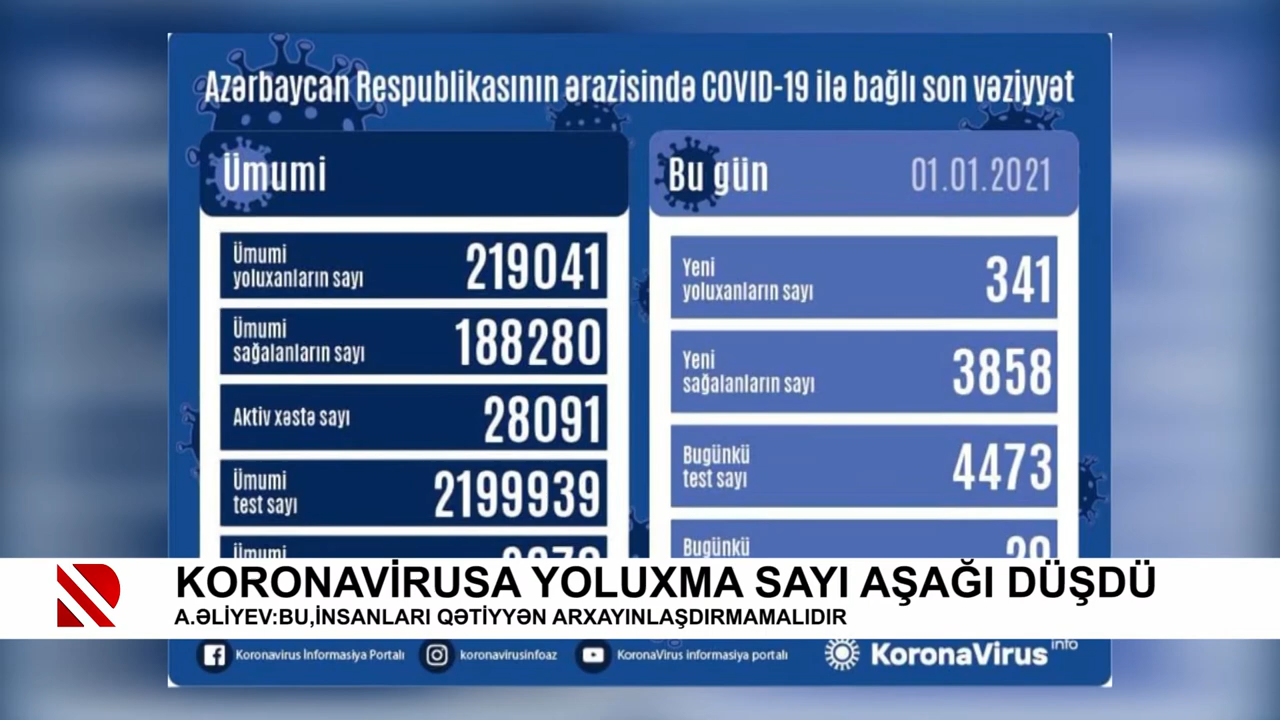 Azərbaycan Respublikasının ərazisində COVID-19 ilə bağlı son vəziyyət
Ümumi
Ümumi
yoluxanların sayı
219041
Ümumi
sağalanların sayı
188280
Aktiv xəstə sayı
28091
Ümumi
test sayı
2199939
Ümumi
Bu gün
01.01.2021
Yeni
yoluxanların sayı
341
Yeni
sağalanların sayı
3858
Bugünkü
test sayı
4473
Bugünkü
KORONAVİRUSA YOLUXMA SAYI AŞAĞI DÜŞDÜ
A.ƏLİYEV:BU,İNSANLARI QƏTİYYƏN ARXAYINLAŞDIRMAMALIDIR
Koronavirus İnformasiya Portalı
koronavirusinfoaz
KoronaVirus informasiya portalı
KoronaVirus info